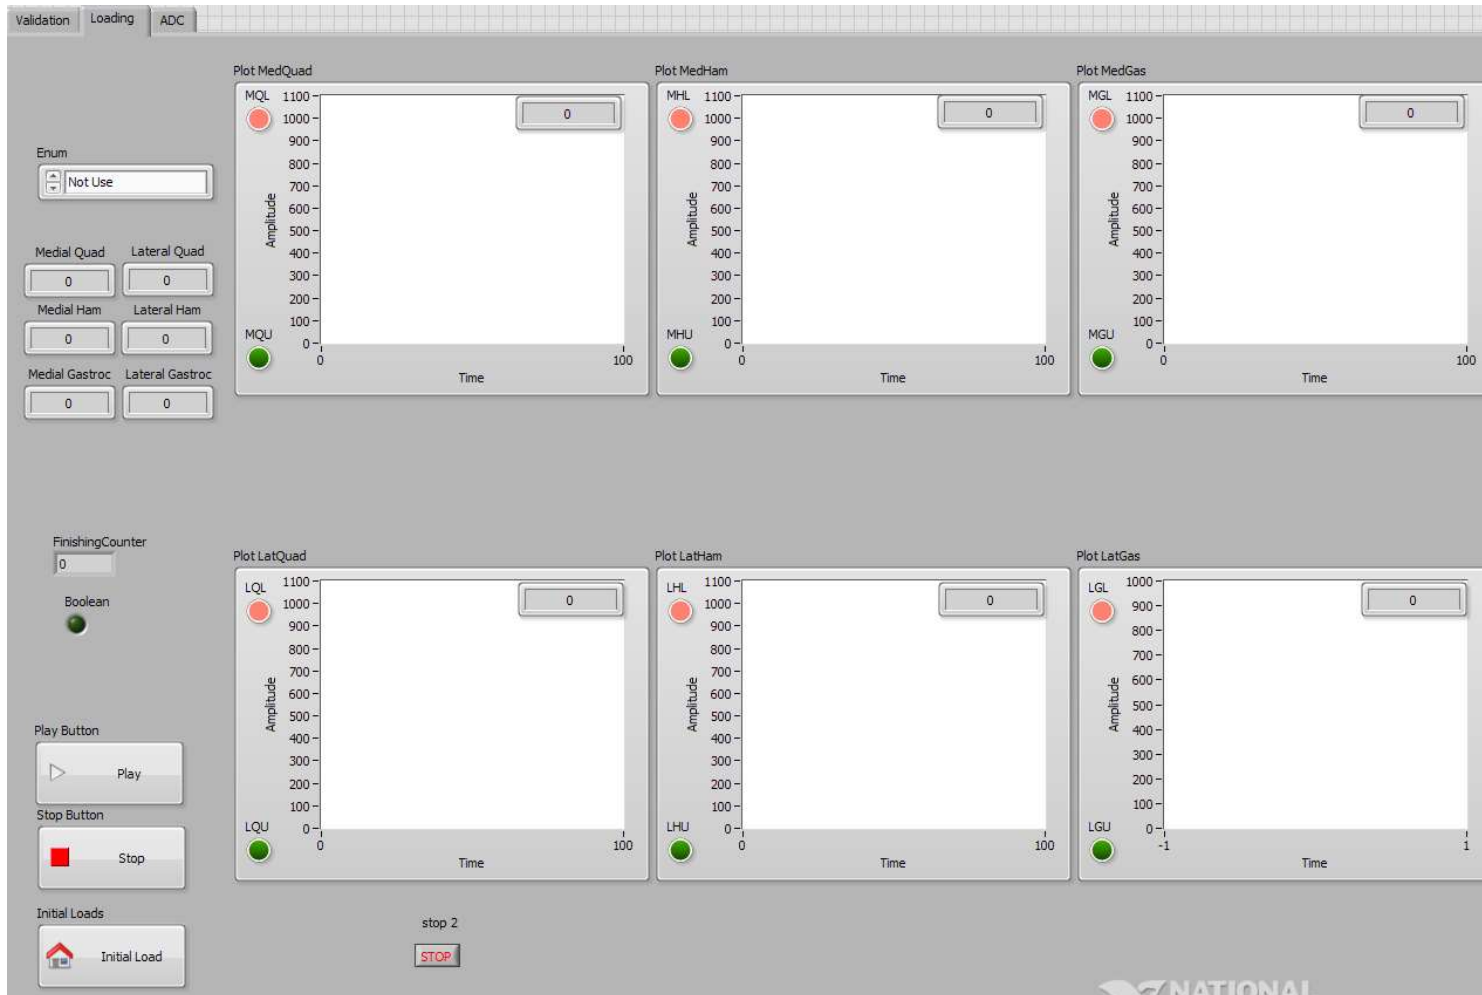 Validation Loading ADC
Enum
Not Use
Medial Quad Lateral Quad
0 0
Medial Ham Lateral Ham
0 0
Medial Gastroc Lateral Gastroc
0 0
FinishingCounter
0
Boolean
Play Button
Play
Stop Button
Stop
Initial Loads
Initial Load
Plot MedQuad
MQL
1100
1000
900
800
700
600
500
400
300
200
100
0
Amplitude
0
MQU
0 100
Time
Plot MedHam
MHL
1100
1000
900
800
700
600
500
400
300
200
100
0
Amplitude
0
MHU
0 100
Time
Plot MedGas
MGL
1100
1000
900
800
700
600
500
400
300
200
100
0
Amplitude
0
MGU
0 100
Time
Plot LatQuad
LQL
1100
1000
900
800
700
600
500
400
300
200
100
0
Amplitude
0
LQU
0 100
Time
Plot LatHam
LHL
1100
1000
900
800
700
600
500
400
300
200
100
0
Amplitude
0
LHU
0 100
Time
Plot LatGas
LGL
1000
900
800
700
600
500
400
300
200
100
0
Amplitude
0
LGU
-1 1
Time
stop 2
STOP
NATIONAL